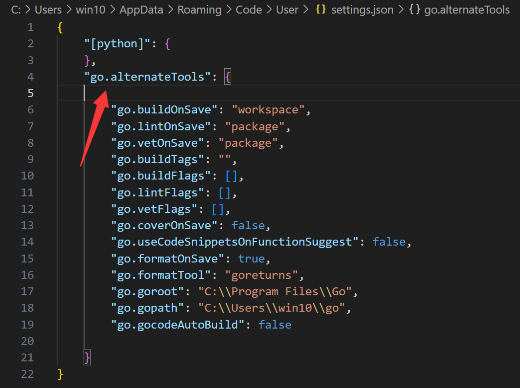 C: > Users > win10 > AppData > Roaming > Code > User > {} settings.json > {} go.alternateTools
1 {
2 "[python]": {
3 },
4 "go.alternateTools": {
5
6 "go.buildOnSave": "workspace",
7 "go.lintOnSave": "package",
8 "go.vetOnSave": "package",
9 "go.buildTags": "",
10 "go.buildFlags": [],
11 "go.lintFlags": [],
12 "go.vetFlags": [],
13 "go.coverOnSave": false,
14 "go.useCodeSnippetsOnFunctionSuggest": false,
15 "go.formatOnSave": true,
16 "go.formatTool": "goreturns",
17 "go.goroot": "C:\\Program Files\\Go",
18 "go.gopath": "C:\\Users\\win10\\go",
19 "go.gocodeAutoBuild": false
20
21 }
22 }